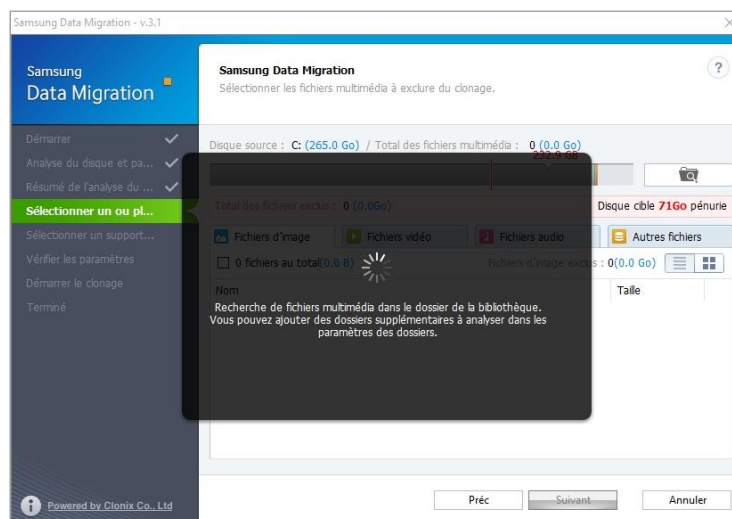 Samsung Data Migration - v.3.1
Samsung
Data Migration
Samsung Data Migration
?
Sélectionner les fichiers multimédia à exclure du clonage.
Démarrer
Analyse du disque et pa...
Résumé de l'analyse du ...
Sélectionner un ou pl...
Sélectionner un support...
Vérifier les paramètres
Démarrer le clonage
Terminé
Disque source : C: (265.0 Go) / Total des fichiers multimédia : 0 (0.0 Go)
232.9 GB
Total des fichiers exclus : 0 (0.0Go)
Disque cible 71Go pénurie
Fichiers d'image
Fichiers vidéo
Fichiers audio
Autres fichiers
0 fichiers au total(0.0 B)
Fichiers d'image exclus : 0(0.0 Go)
Nom
Taille
Recherche de fichiers multimédia dans le dossier de la bibliothèque.
Vous pouvez ajouter des dossiers supplémentaires à analyser dans les
paramètres des dossiers.
Powered by Clonix Co., Ltd
Préc
Suivant
Annuler